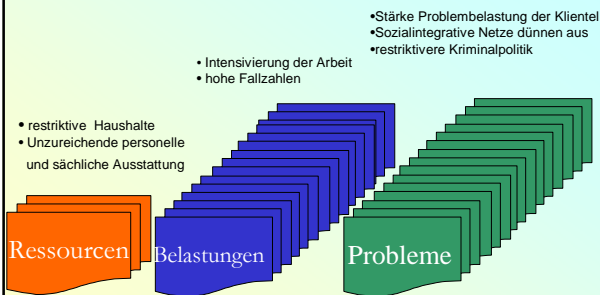 •Stärke Problembelastung der Klientel
•Sozialintegrative Netze dünnen aus
•restriktivere Kriminalpolitik
• Intensivierung der Arbeit
• hohe Fallzahlen
• restriktive Haushalte
• Unzureichende personelle
und sächliche Ausstattung
Ressourcen
Belastungen
Probleme